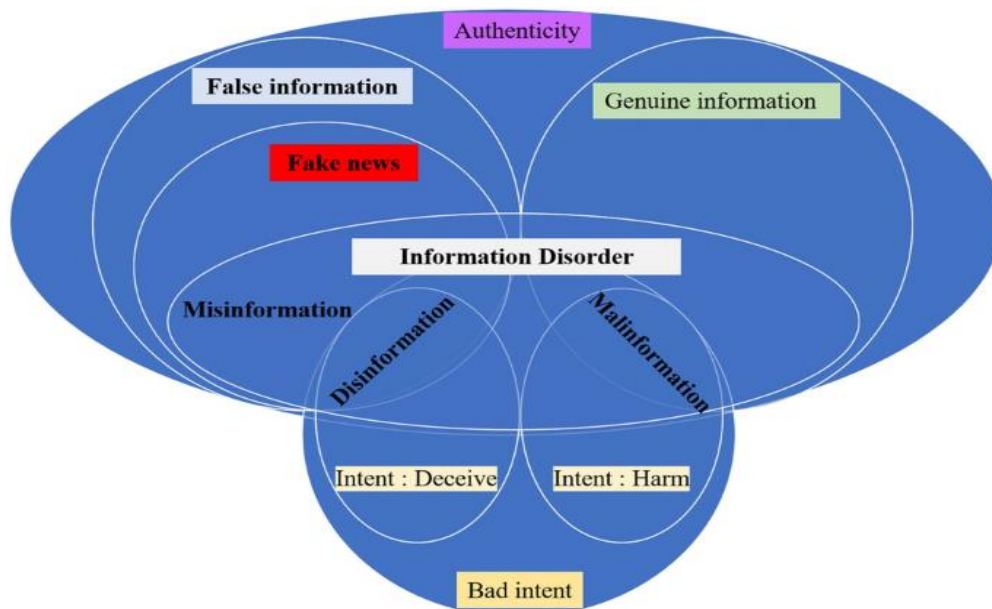 Authenticity
False information
Genuine information
Fake news
Information Disorder
Misinformation
Disinformation
Malinformation
Intent : Deceive
Intent : Harm
Bad intent